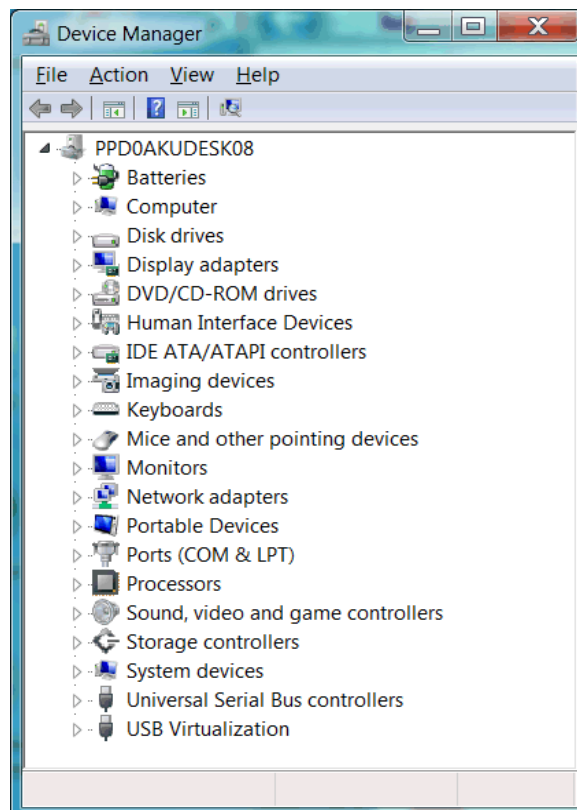 Device Manager
File Action View Help
PPD0AKUDESK08
Batteries
Computer
Disk drives
Display adapters
DVD/CD-ROM drives
Human Interface Devices
IDE ATA/ATAPI controllers
Imaging devices
Keyboards
Mice and other pointing devices
Monitors
Network adapters
Portable Devices
Ports (COM & LPT)
Processors
Sound, video and game controllers
Storage controllers
System devices
Universal Serial Bus controllers
USB Virtualization